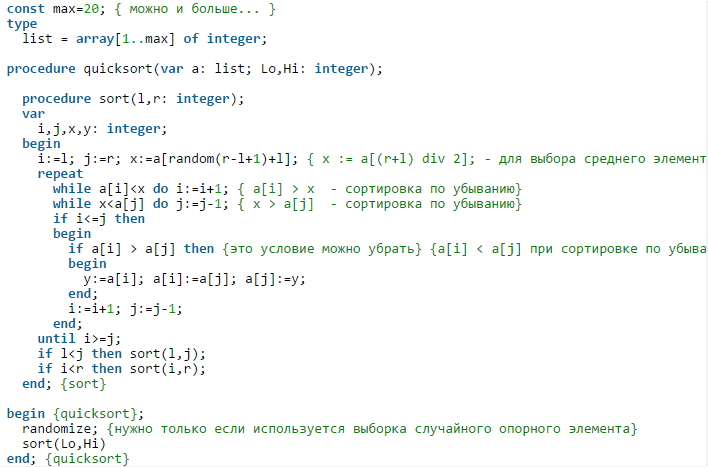 const max=20; { можно и больше... }
type
  list = array[1..max] of integer;

procedure quicksort(var a: list; Lo,Hi: integer);

  procedure sort(l,r: integer);
  var
    i,j,x,y: integer;
  begin
    i:=l; j:=r; x:=a[random(r-l+1)+l]; { x := a[(r+l) div 2]; - для выбора среднего элемент
    repeat
      while a[i]<x do i:=i+1; { a[i] > x  - сортировка по убыванию}
      while x<a[j] do j:=j-1; { x > a[j]  - сортировка по убыванию}
      if i<=j then
      begin
        if a[i] > a[j] then {это условие можно убрать} {a[i] < a[j] при сортировке по убыва
        begin
          y:=a[i]; a[i]:=a[j]; a[j]:=y;
        end;
        i:=i+1; j:=j-1;
      end;
    until i>=j;
    if l<j then sort(l,j);
    if i<r then sort(i,r);
  end; {sort}

begin {quicksort};
  randomize; {нужно только если используется выборка случайного опорного элемента}
  sort(Lo,Hi)
end; {quicksort}